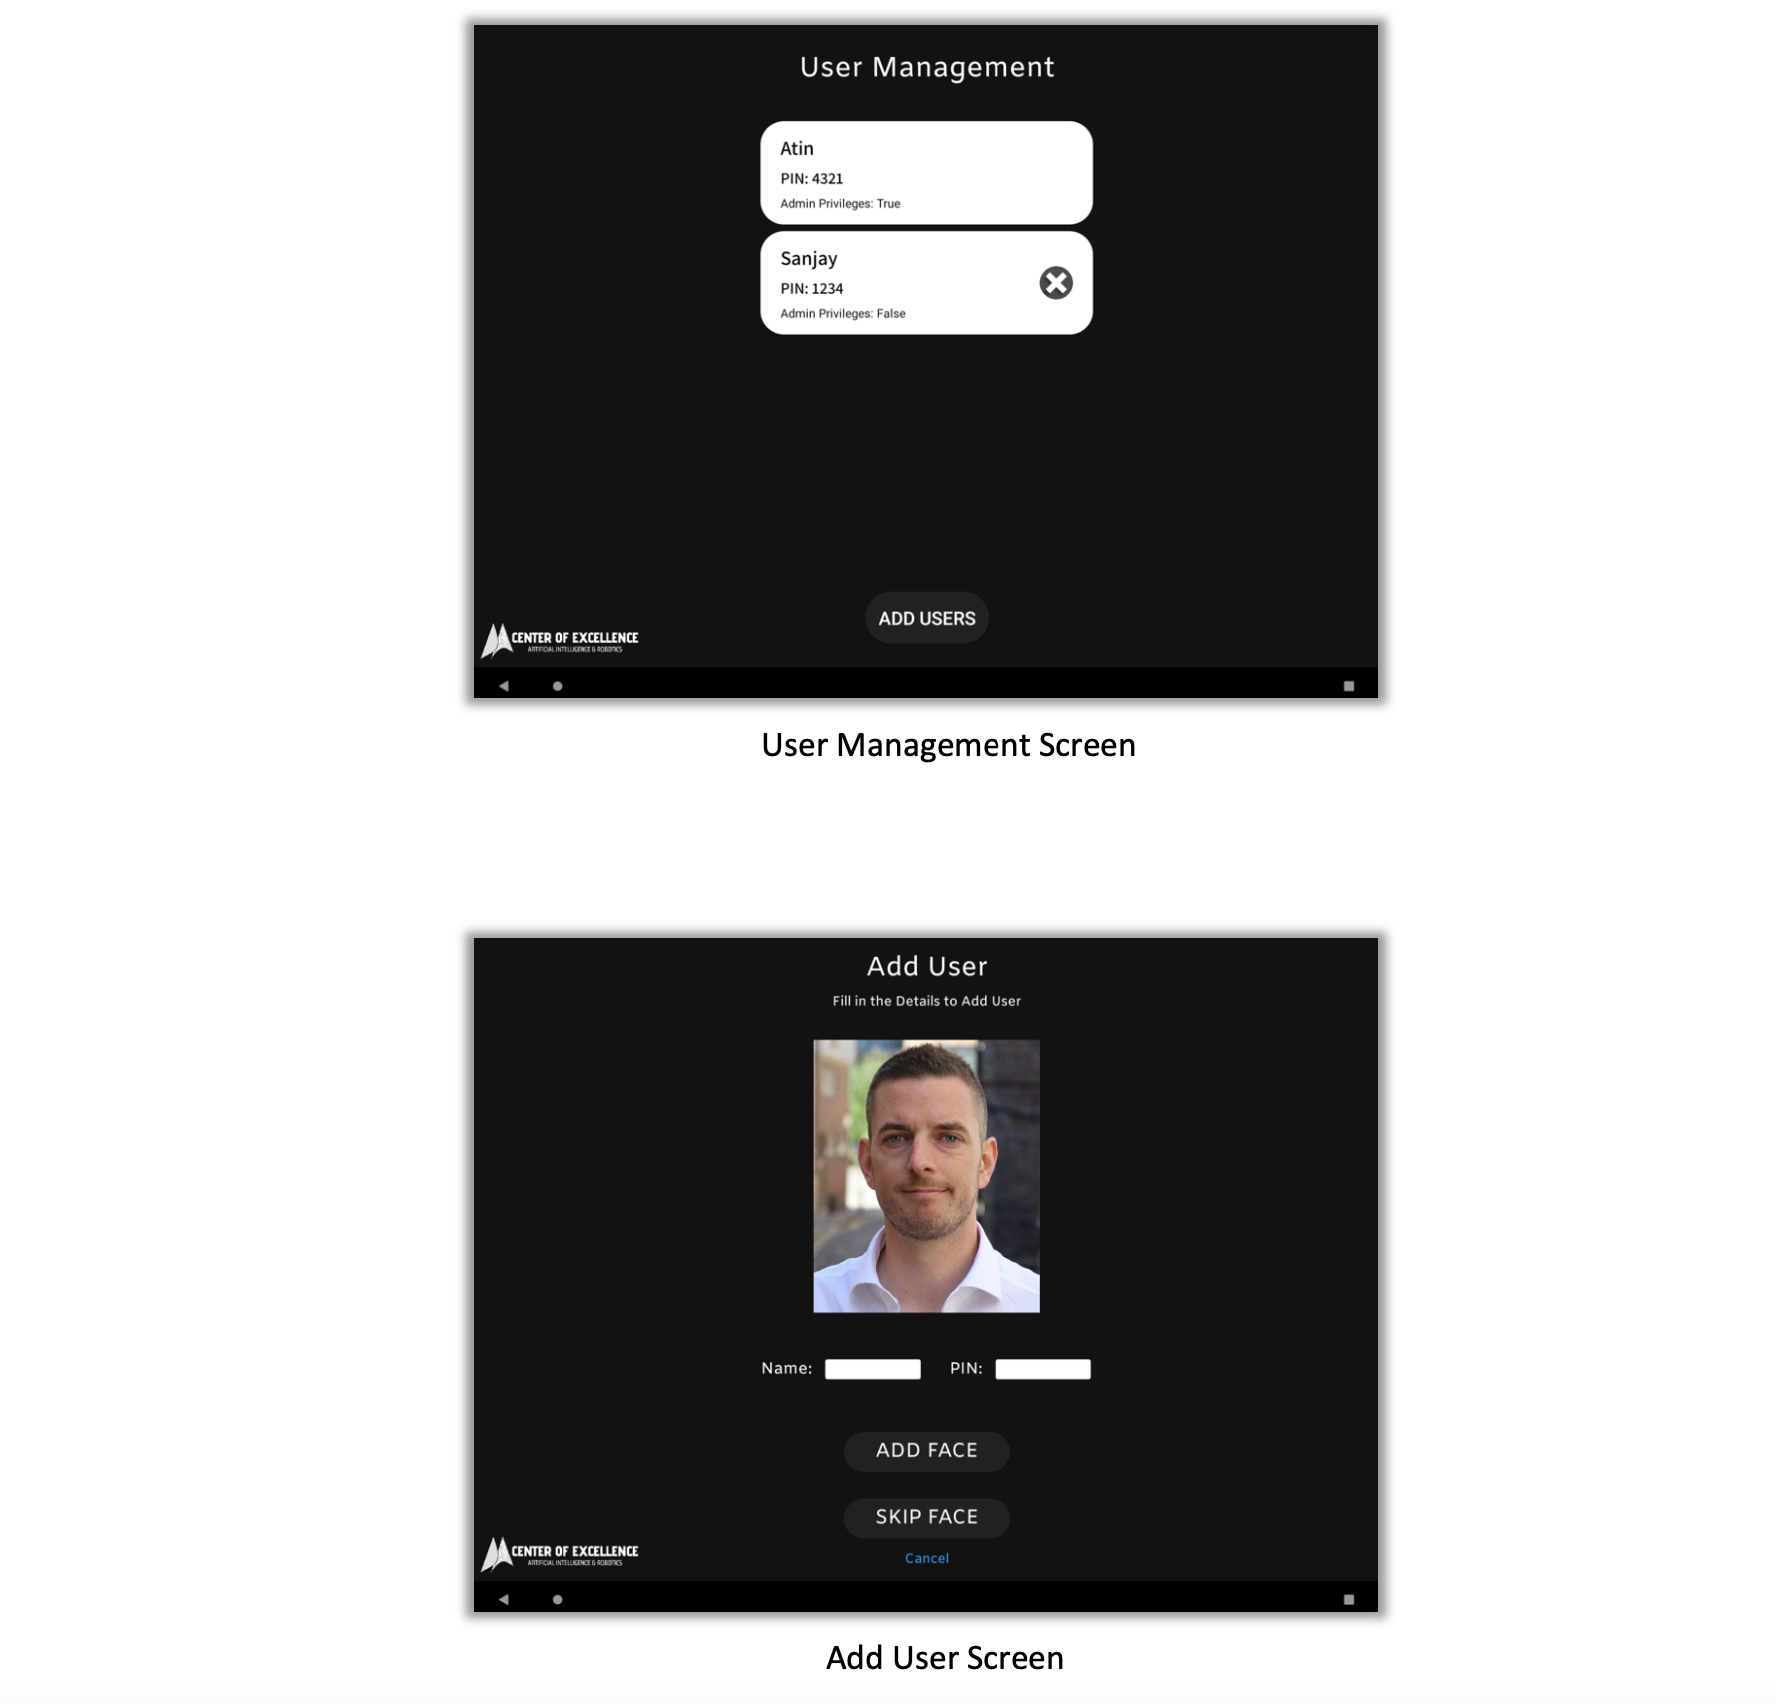 User Management
Atin
PIN: 4321
Admin Privileges: True
Sanjay
PIN: 1234
Admin Privileges: False
ADD USERS
CENTER OF EXCELLENCE
ARTIFICIAL INTELLIGENCE & ROBOTICS
User Management Screen
Add User
Fill in the Details to Add User
Name: PIN:
ADD FACE
SKIP FACE
Cancel
CENTER OF EXCELLENCE
ARTIFICIAL INTELLIGENCE & ROBOTICS
Add User Screen